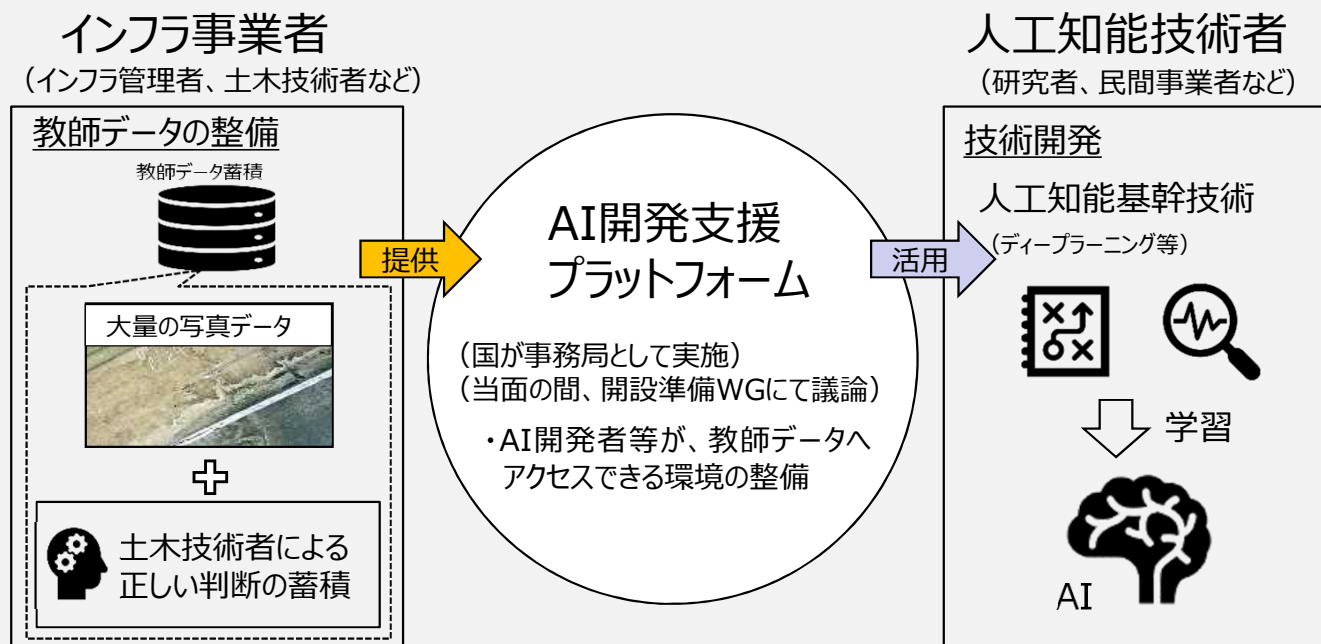 インフラ事業者
（インフラ管理者、土木技術者など）
教師データの整備
教師データ蓄積
大量の写真データ
土木技術者による
正しい判断の蓄積
提供
AI開発支援
プラットフォーム
（国が事務局として実施）
（当面の間、開設準備WGにて議論）
・AI開発者等が、教師データへ
アクセスできる環境の整備
活用
人工知能技術者
（研究者、民間事業者など）
技術開発
人工知能基幹技術
（ディープラーニング等）
学習
AI